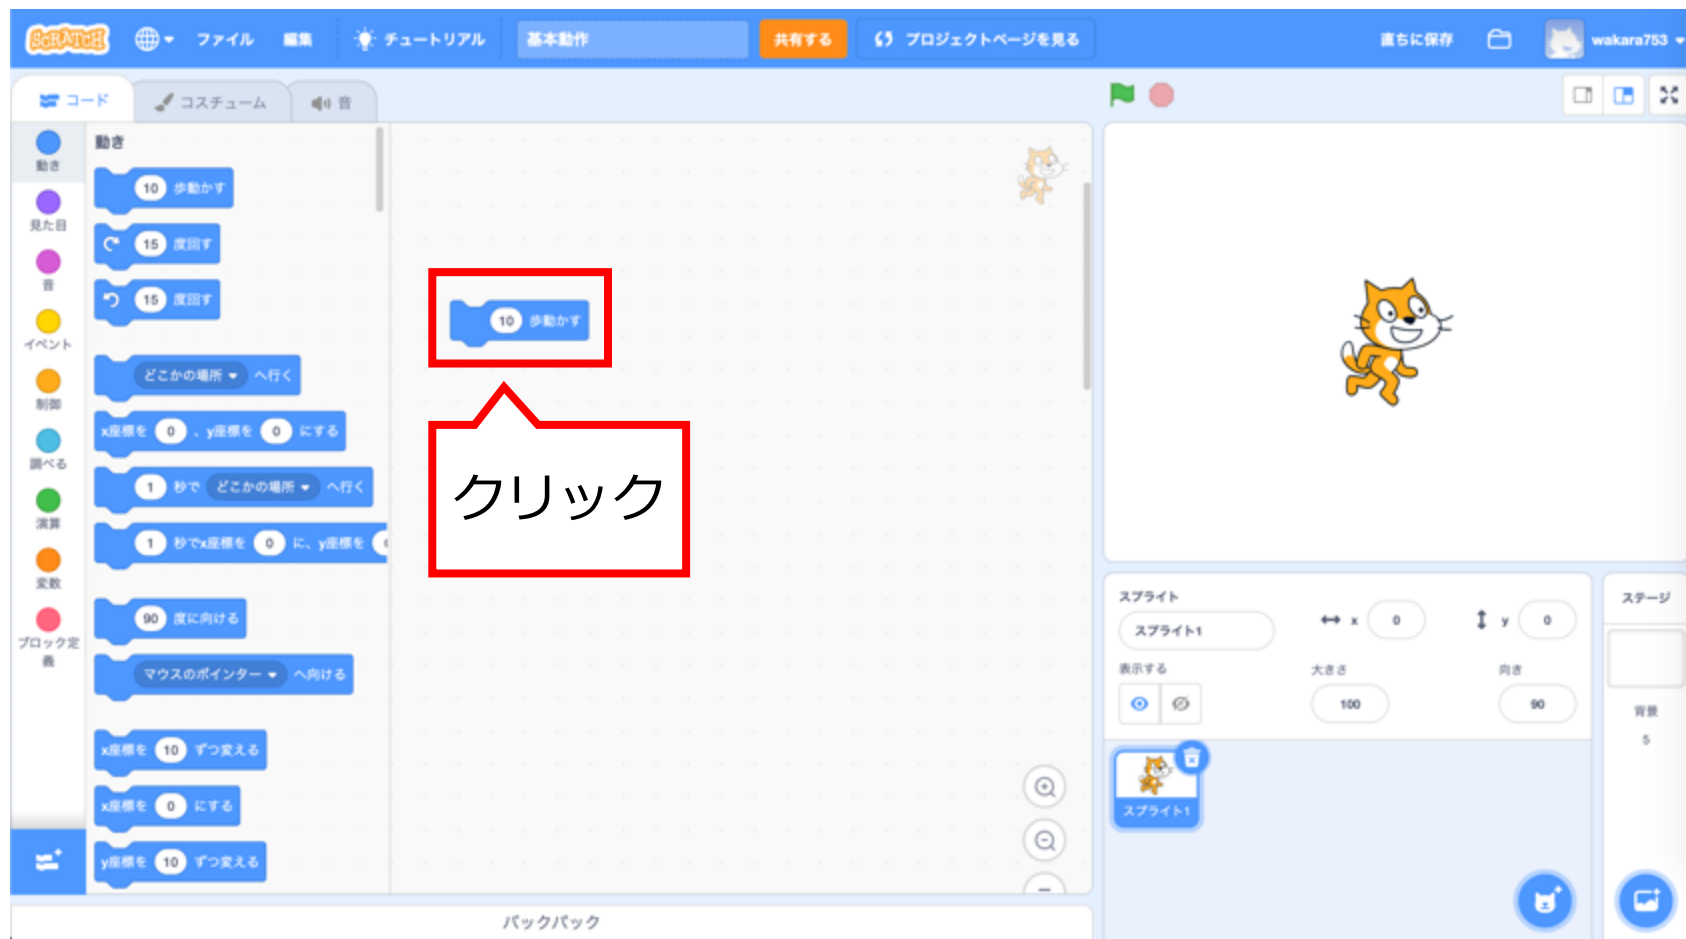 SCRATCH
ファイル
編集
チュートリアル
基本動作
共有する
プロジェクトページを見る
直ちに保存
wakara753
コード
コスチューム
音
動き
見た目
音
イベント
制御
調べる
演算
変数
ブロック定
義
動き
10 歩動かす
15 度回す
15 度回す
どこかの場所 へ行く
x座標を 0 、y座標を 0 にする
1 秒で どこかの場所 へ行く
1 秒でx座標を 0 に、y座標を
90 度に向ける
マウスのポインター へ向ける
x座標を 10 ずつ変える
x座標を 0 にする
y座標を 10 ずつ変える
10 歩動かす
クリック
バックパック
スプライト
スプライト1
x 0
y 0
表示する
大きさ
100
向き
90
スプライト1
ステージ
背景
5